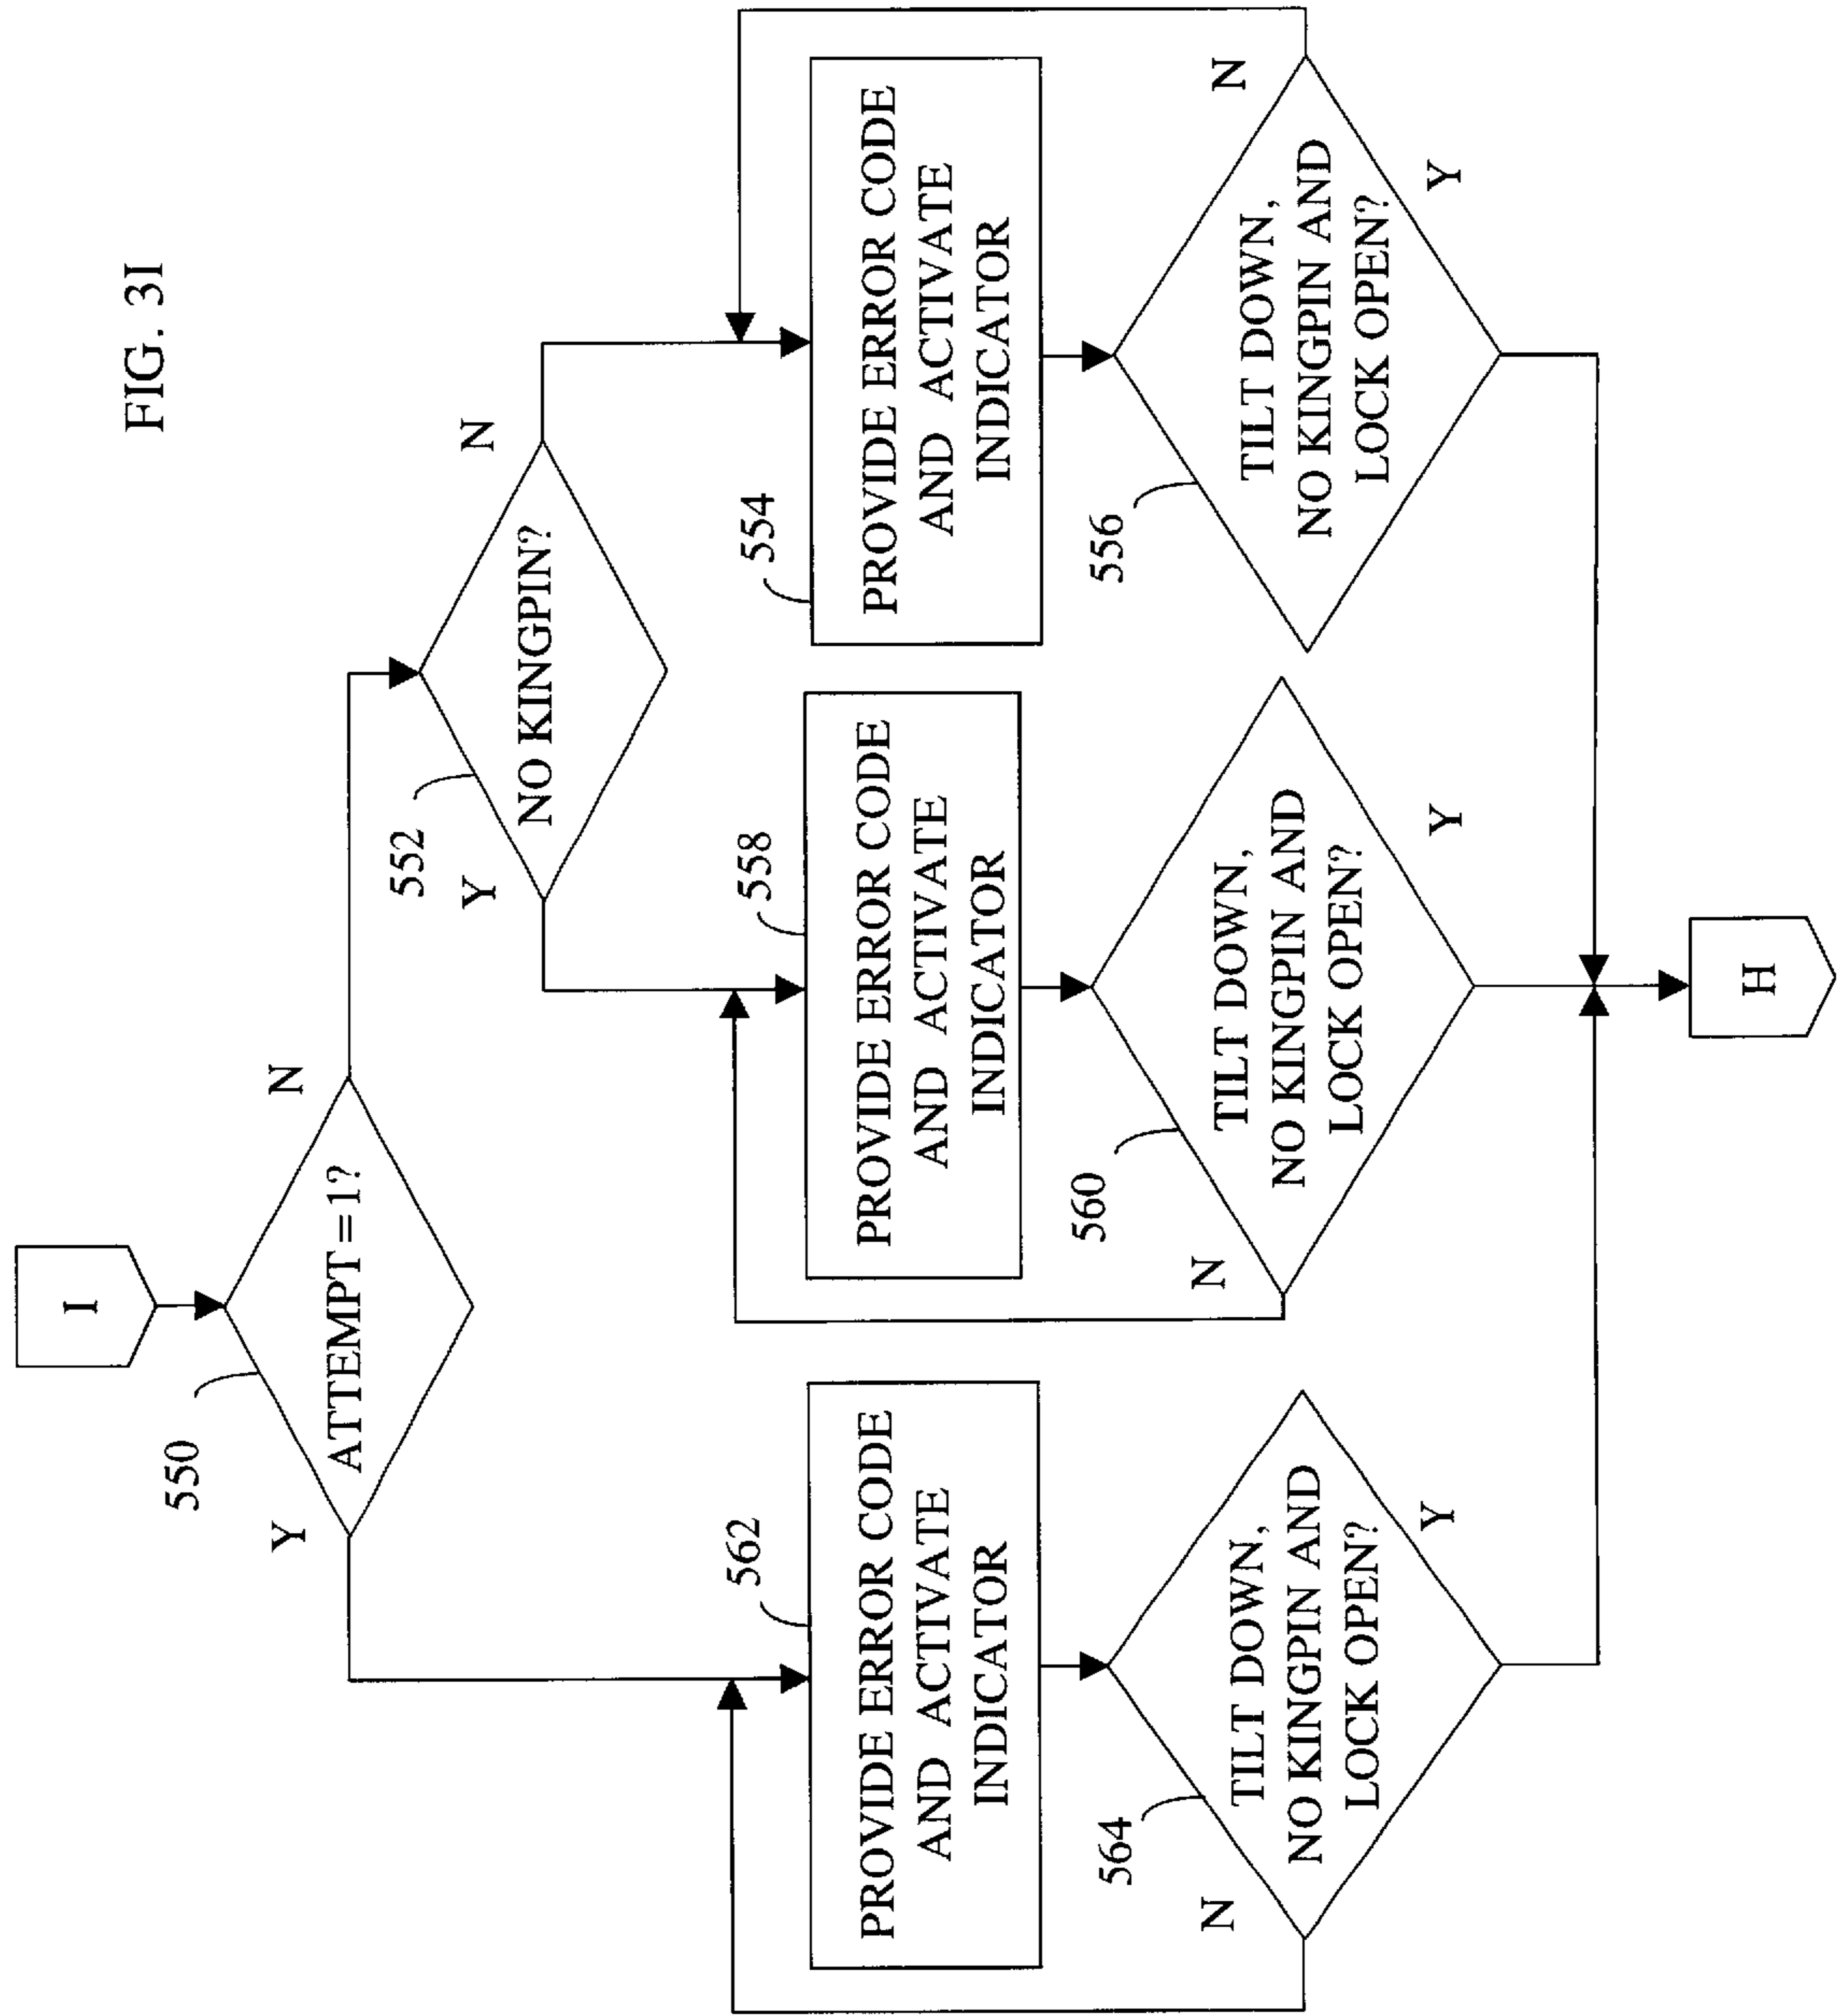 FIG. 3I
I
550
ATTEMPT = 1?
Y
N
552
NO KINGPIN?
Y
N
562
PROVIDE ERROR CODE
AND ACTIVATE
INDICATOR
558
PROVIDE ERROR CODE
AND ACTIVATE
INDICATOR
554
PROVIDE ERROR CODE
AND ACTIVATE
INDICATOR
564
TILT DOWN,
NO KINGPIN AND
LOCK OPEN?
N
Y
560
TILT DOWN,
NO KINGPIN AND
LOCK OPEN?
N
Y
556
TILT DOWN,
NO KINGPIN AND
LOCK OPEN?
N
Y
H